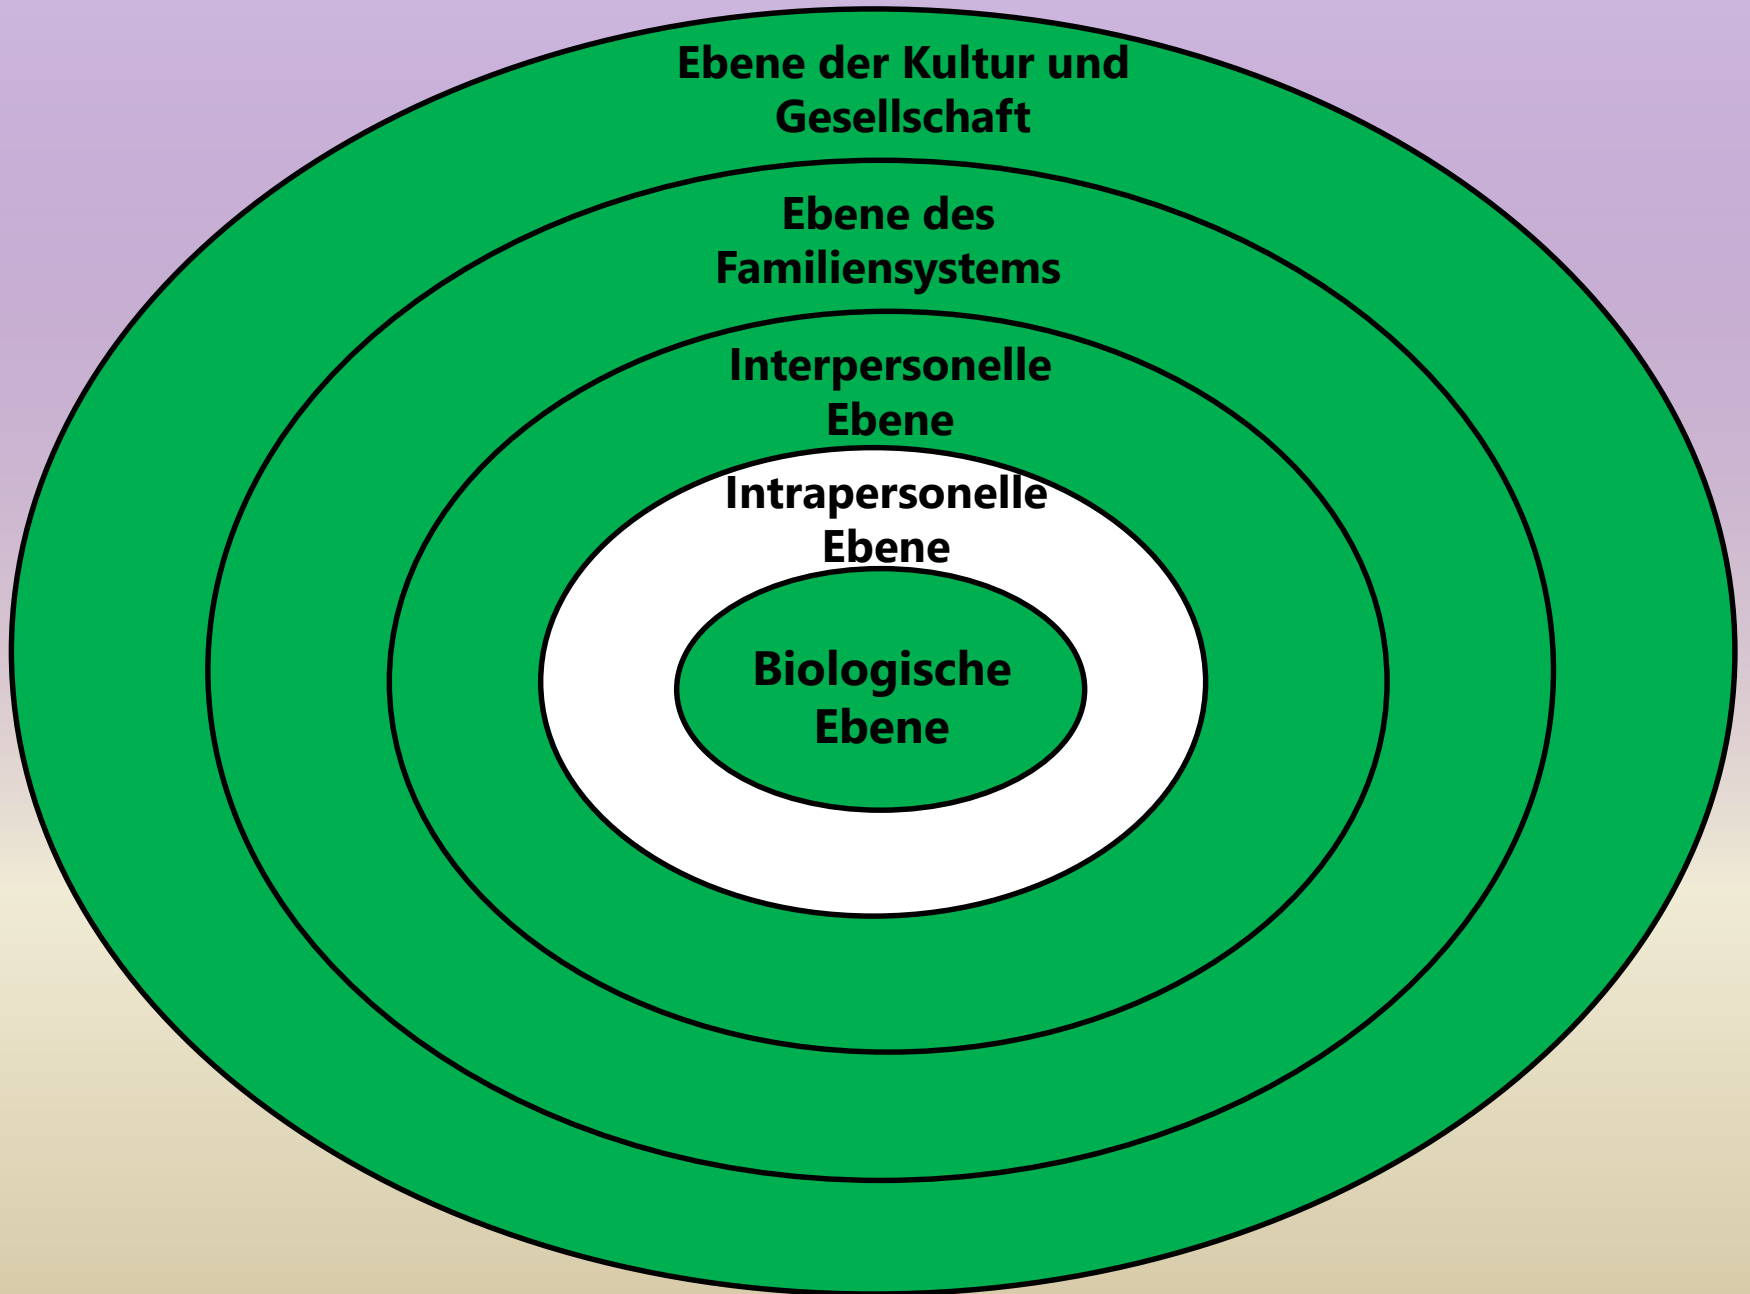 Ebene der Kultur und
Gesellschaft
Ebene des
Familiensystems
Interpersonelle
Ebene
Intrapersonelle
Ebene
Biologische
Ebene